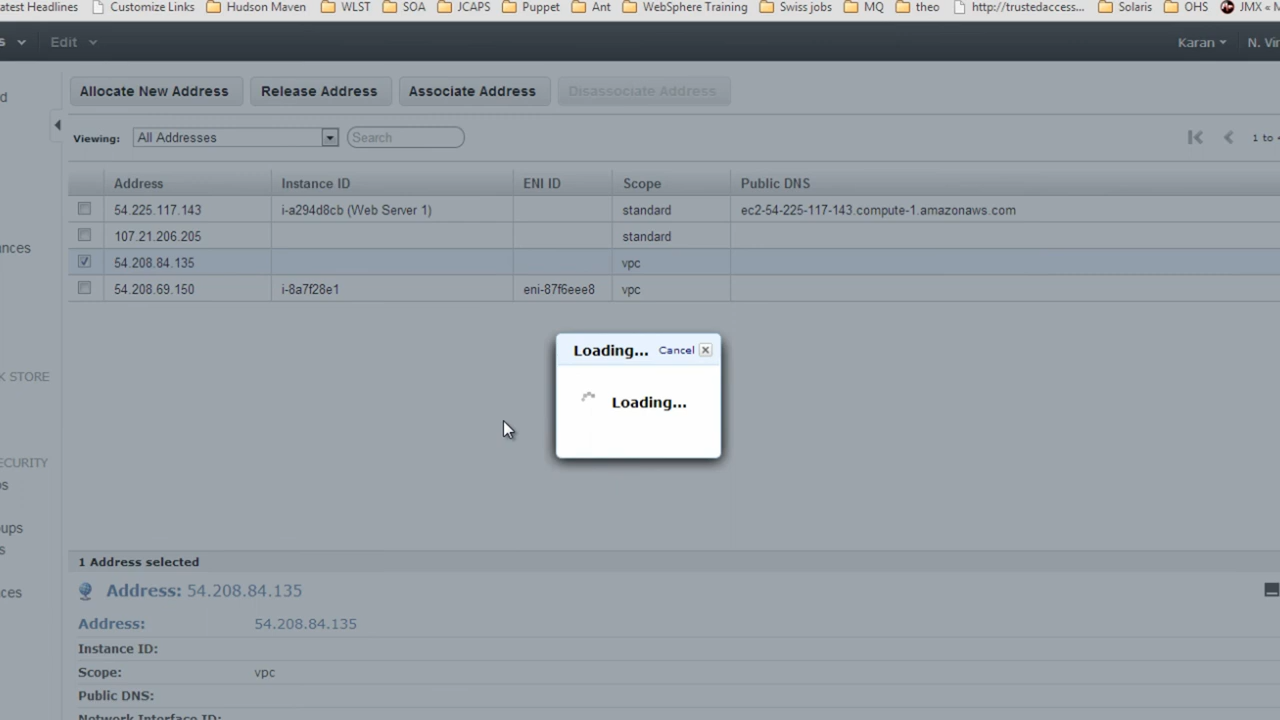 atest Headlines Customize Links Hudson Maven WLST SOA JCAPS Puppet Ant WebSphere Training Swiss jobs MQ theo http://trustedaccess... Solaris OHS JMX « M
s Edit Karan N. Vir
d Allocate New Address Release Address Associate Address Disassociate Address
Viewing: All Addresses Search 1 to
Address Instance ID ENI ID Scope Public DNS
54.225.117.143 i-a294d8cb (Web Server 1) standard ec2-54-225-117-143.compute-1.amazonaws.com
107.21.206.205 standard
ances
54.208.84.135 vpc
54.208.69.150 i-8a7f28e1 eni-87f6eee8 vpc
Loading... Cancel
K STORE
Loading...
ECURITY
ps
oups
s
1 Address selected
ces
Address: 54.208.84.135
Address: 54.208.84.135
Instance ID:
Scope: vpc
Public DNS:
Network Interface ID: